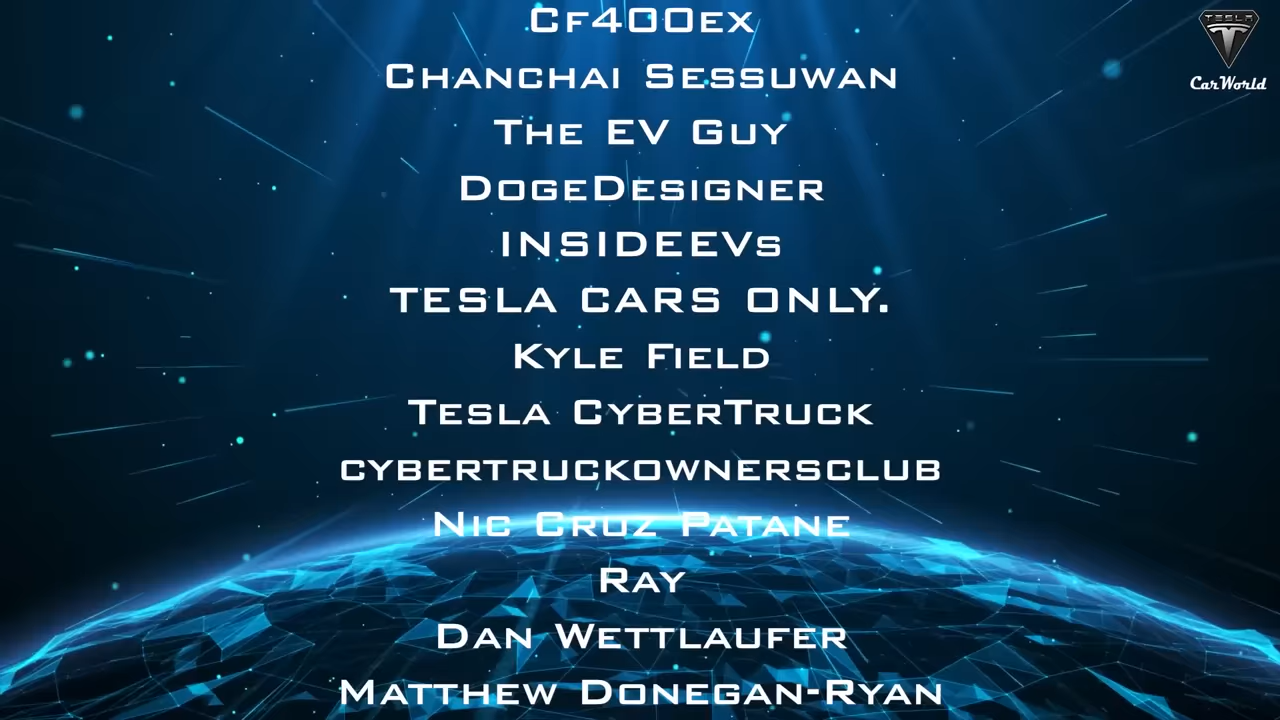 Cf400ex
Chanchai Sessuwan
The EV Guy
DogeDesigner
INSIDEEVs
TESLA CARS ONLY.
Kyle Field
Tesla CyberTruck
cybertruckownersclub
Nic Cruz Patane
Ray
Dan Wettlaufer
Matthew Donegan-Ryan
TESLA
CarWorld